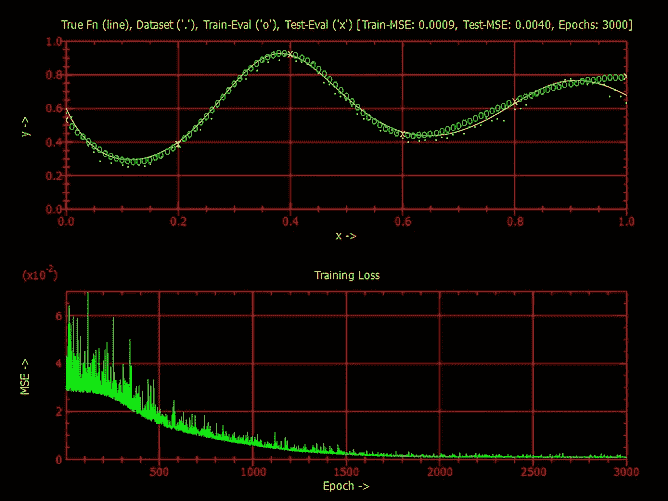 True Fn (line), Dataset ('.'), Train-Eval ('o'), Test-Eval ('x') [Train-MSE: 0.0009, Test-MSE: 0.0040, Epochs: 3000]
1.0
0.8
0.6
y ->
0.4
0.2
0.0
0.0 0.2 0.4 0.6 0.8 1.0
x ->
(x10⁻²)
Training Loss
6
4
MSE ->
2
0
500 1000 1500 2000 2500 3000
Epoch ->